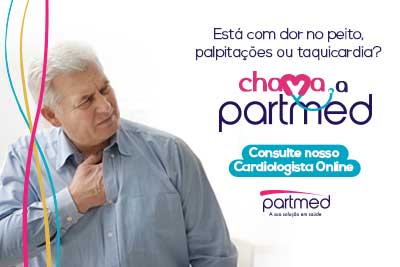 Está com dor no peito,
palpitações ou taquicardia?
chama a
partmed
Consulte nosso
Cardiologista Online
partmed
A sua solução em saúde